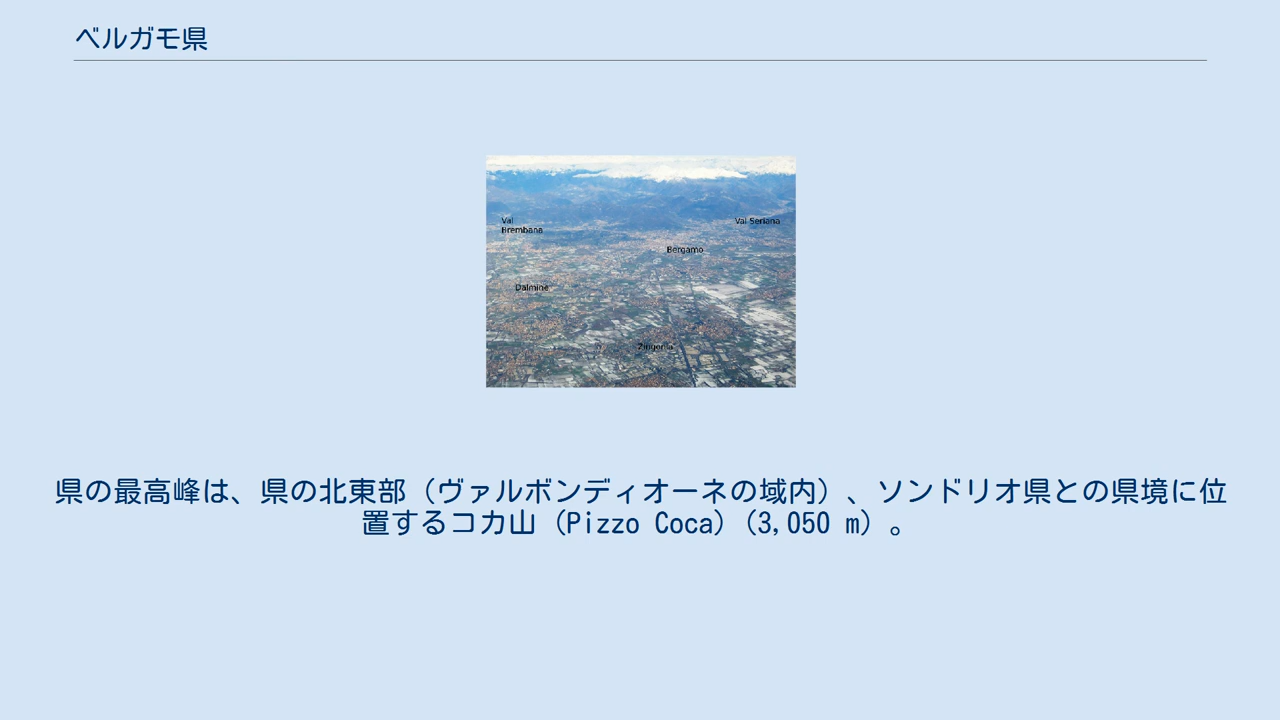 ベルガモ県
Val
Brembana
Val Seriana
Bergamo
Dalmine
Zingonia
県の最高峰は、県の北東部（ヴァルボンディオーネの域内）、ソンドリオ県との県境に位
置するコカ山（Pizzo Coca）(3,050 m）。